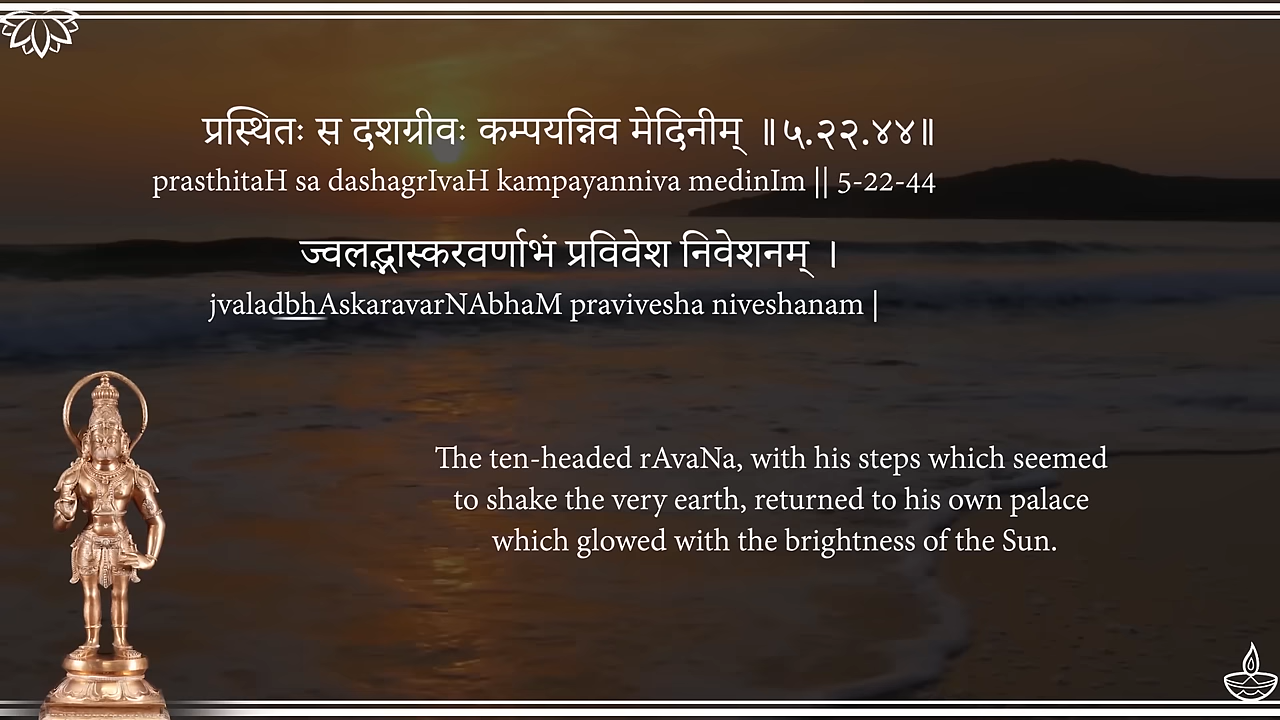 प्रस्थितः स दशग्रीवः कम्पयन्निव मेदिनीम् ॥५.२२.४४॥
prasthitaH sa dashagrIvaH kampayanniva medinIm || 5-22-44
ज्वलद्भास्करवर्णाभं प्रविवेश निवेशनम् ।
jvaladbhAskaravarNAbhaM pravivesha niveshanam |
The ten-headed rAvaNa, with his steps which seemed
to shake the very earth, returned to his own palace
which glowed with the brightness of the Sun.